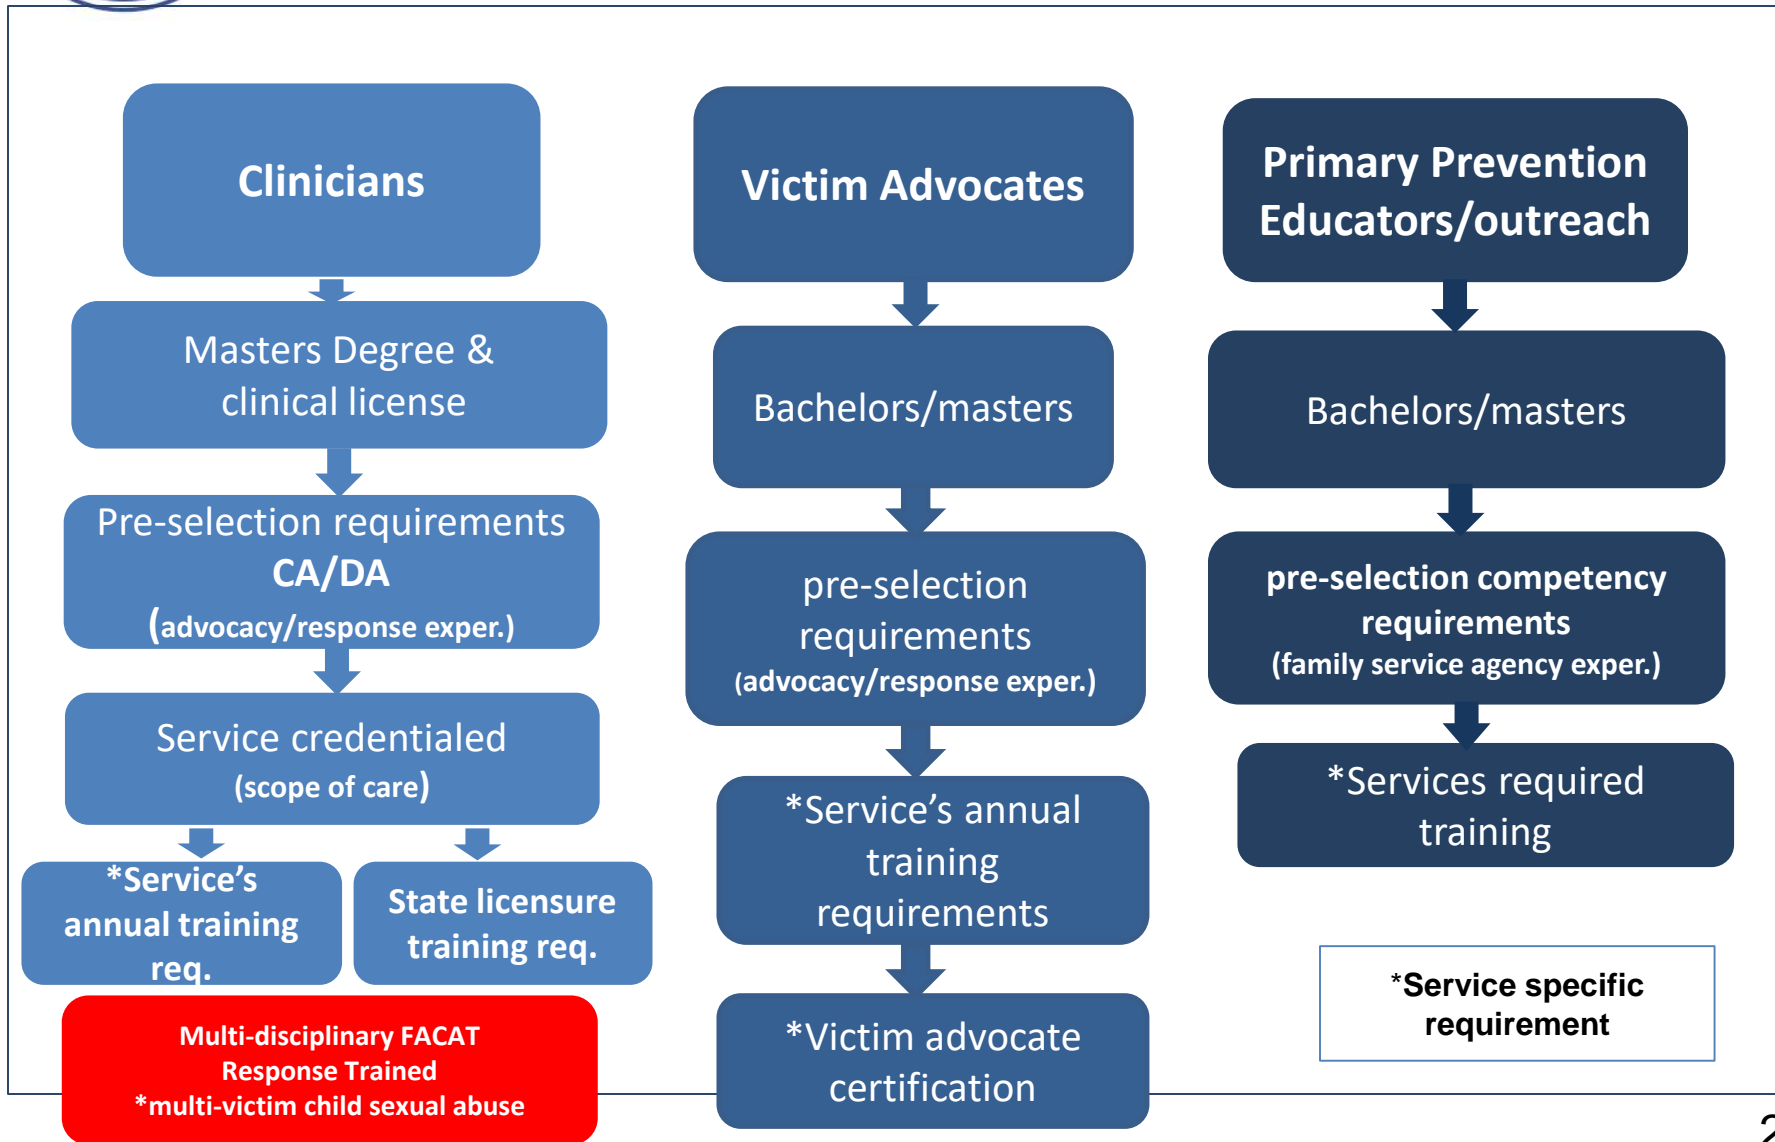 Clinicians
Masters Degree &
clinical license
Pre-selection requirements
CA/DA
(advocacy/response exper.)
Service credentialed
(scope of care)
*Service’s
annual training
req.
State licensure
training req.
Multi-disciplinary FACAT
Response Trained
*multi-victim child sexual abuse
Victim Advocates
Bachelors/masters
pre-selection
requirements
(advocacy/response exper.)
*Service’s annual
training
requirements
*Victim advocate
certification
Primary Prevention
Educators/outreach
Bachelors/masters
pre-selection competency
requirements
(family service agency exper.)
*Services required
training
*Service specific
requirement
2